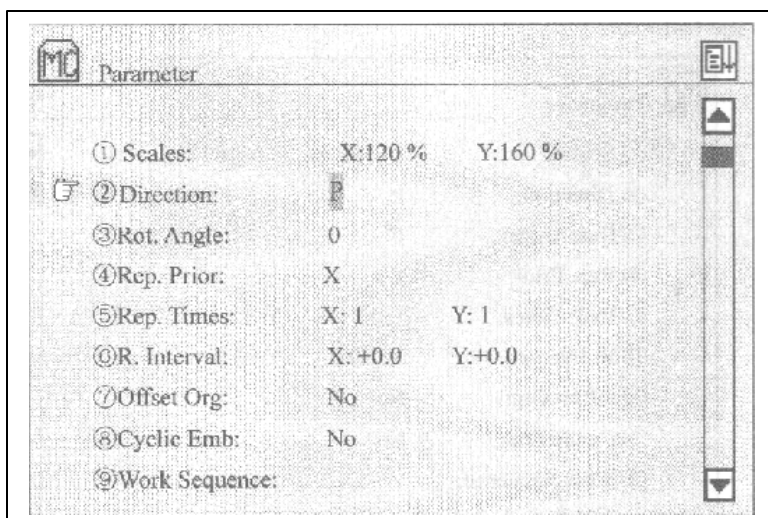 MC Parameter
① Scales: X:120 % Y:160 %
②Direction: P
③Rot. Angle: 0
④Rep. Prior: X
⑤Rep. Times: X: 1 Y: 1
⑥R. Interval: X: +0.0 Y:+0.0
⑦Offset Org: No
⑧Cyclic Emb: No
⑨Work Sequence: